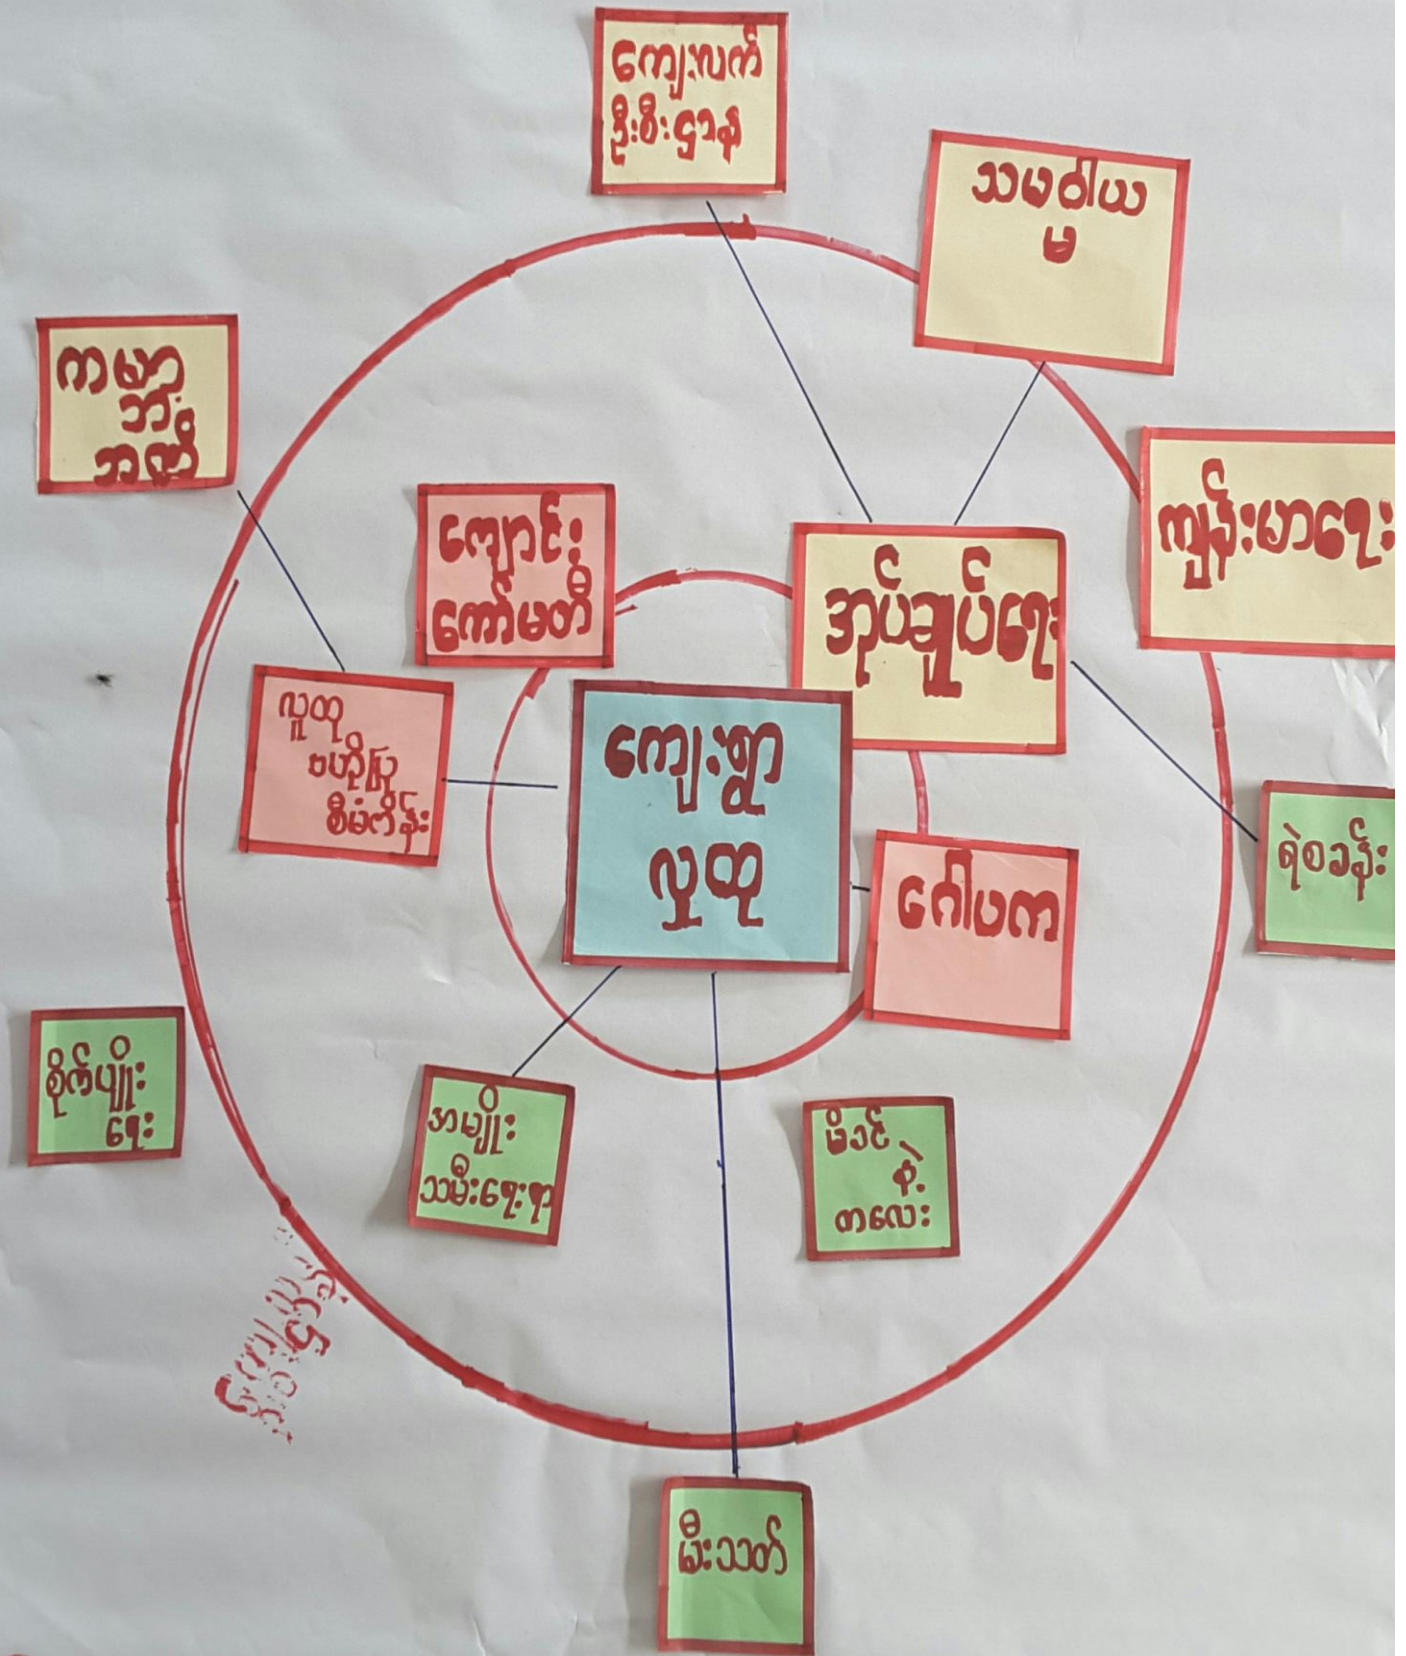 ကျေးလက်
ဦးစီးဌာန
သမဝါယ
မ
ကမ္ဘာ့
ဘဏ်
ကျန်းမာရေး
ကျောင်း
ကော်မတီ
အုပ်ချုပ်ရေး
လူထု
ဗဟိုပြု
စီမံကိန်း
ကျေးရွာ
လူထု
ရဲစခန်း
ဂေါပက
စိုက်ပျိုး
ရေး
အမျိုး
သမီးရေးရာ
မိခင်
နှဲ့
ကလေး
မီးသတ်